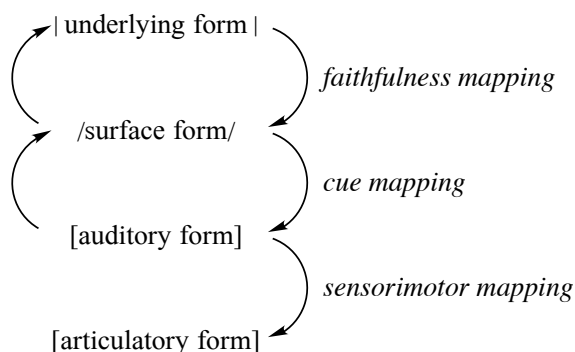 | underlying form |
faithfulness mapping
/surface form/
cue mapping
[auditory form]
sensorimotor mapping
[articulatory form]